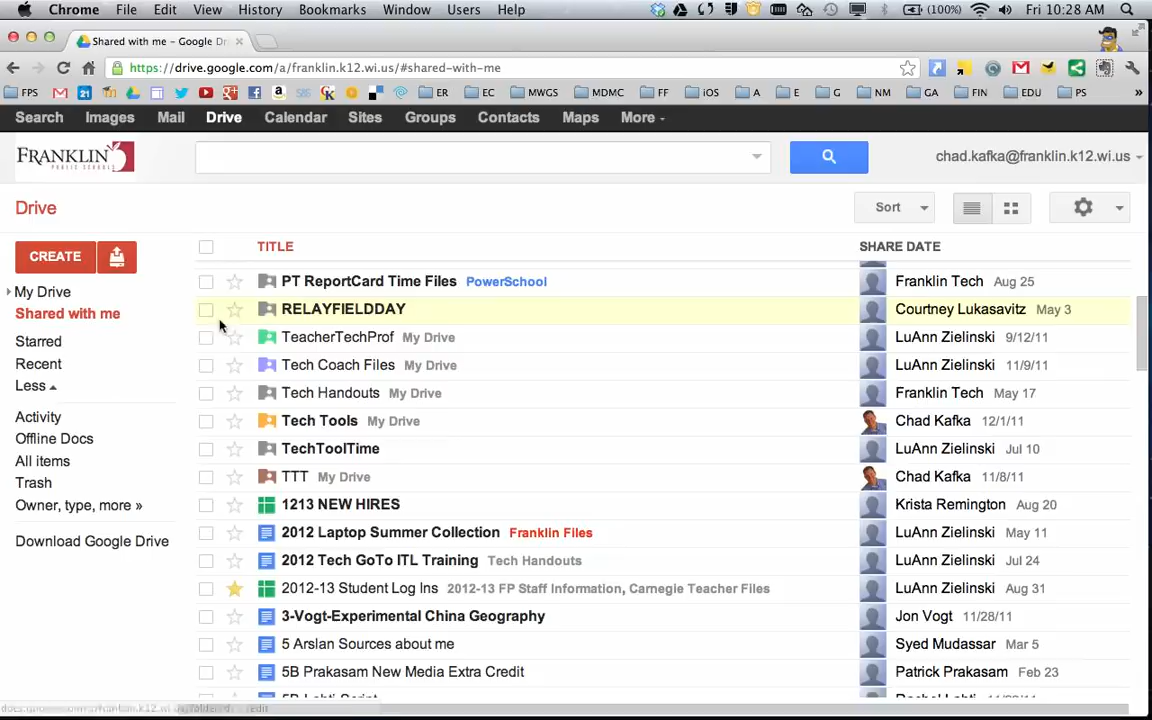 Chrome File Edit View History Bookmarks Window Users Help (100%) Fri 10:28 AM
Shared with me - Google Dr
https://drive.google.com/a/franklin.k12.wi.us/#shared-with-me
FPS ER EC MWGS MDMC FF iOS A E G NM GA FIN EDU PS »
Search Images Mail Drive Calendar Sites Groups Contacts Maps More
FRANKLIN
PUBLIC SCHOOLS
chad.kafka@franklin.k12.wi.us
Drive
Sort
CREATE
TITLE SHARE DATE
My Drive
Shared with me
Starred
Recent
Less
Activity
Offline Docs
All items
Trash
Owner, type, more »
Download Google Drive
PT ReportCard Time Files PowerSchool Franklin Tech Aug 25
RELAYFIELDDAY Courtney Lukasavitz May 3
TeacherTechProf My Drive LuAnn Zielinski 9/12/11
Tech Coach Files My Drive LuAnn Zielinski 11/9/11
Tech Handouts My Drive Franklin Tech May 17
Tech Tools My Drive Chad Kafka 12/1/11
TechToolTime LuAnn Zielinski Jul 10
TTT My Drive Chad Kafka 11/8/11
1213 NEW HIRES Krista Remington Aug 20
2012 Laptop Summer Collection Franklin Files LuAnn Zielinski May 11
2012 Tech GoTo ITL Training Tech Handouts LuAnn Zielinski Jul 24
2012-13 Student Log Ins 2012-13 FP Staff Information, Carnegie Teacher Files LuAnn Zielinski Aug 31
3-Vogt-Experimental China Geography Jon Vogt 11/28/11
5 Arslan Sources about me Syed Mudassar Mar 5
5B Prakasam New Media Extra Credit Patrick Prakasam Feb 23